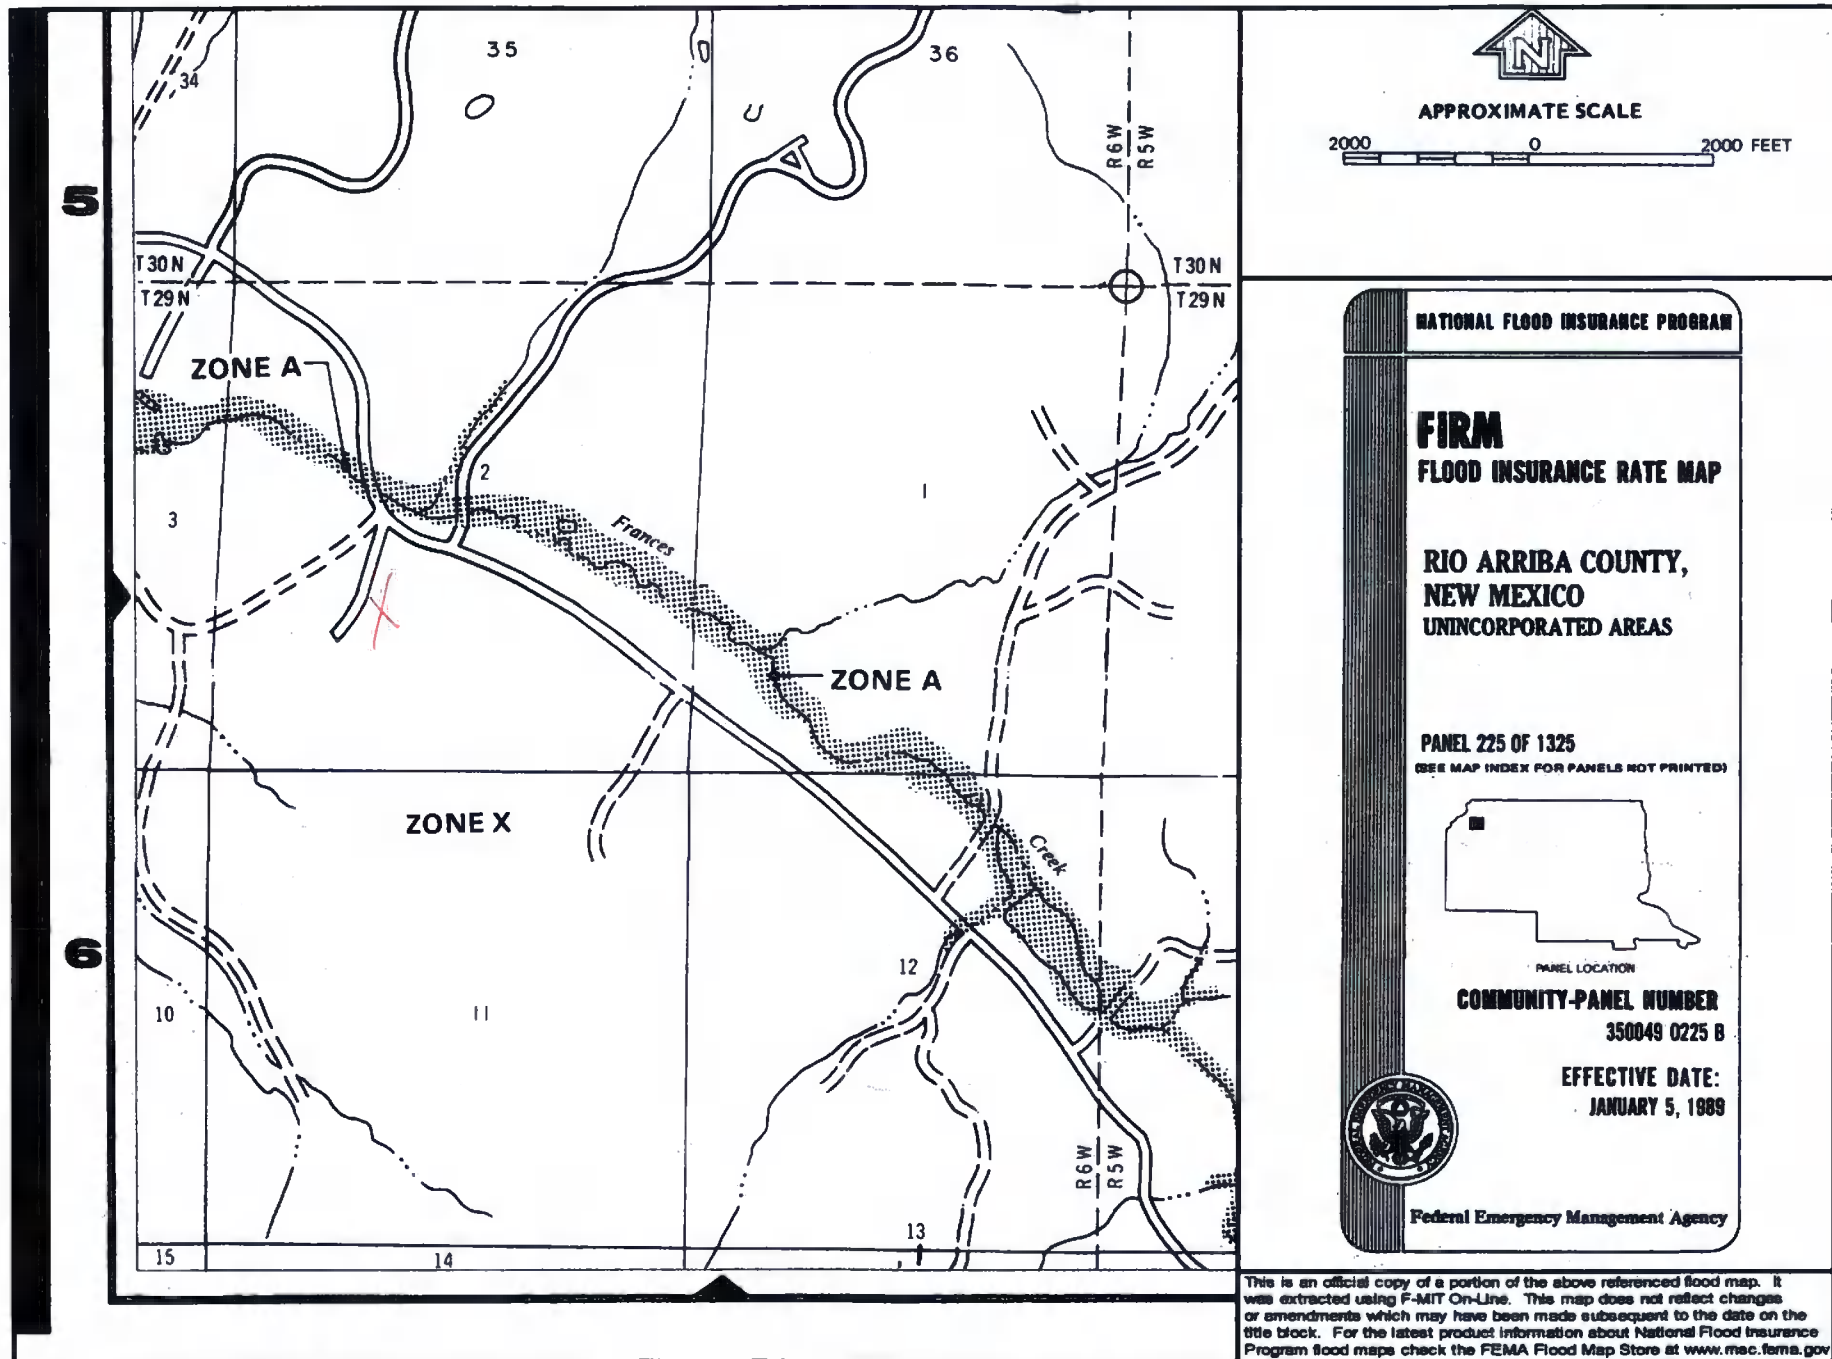 35
36
34
N
APPROXIMATE SCALE
2000 0 2000 FEET
R6W
R5W
5
T30N
T29N
T30N
T29N
NATIONAL FLOOD INSURANCE PROGRAM
ZONE A
FIRM
FLOOD INSURANCE RATE MAP
2
1
3
Frances
RIO ARRIBA COUNTY,
NEW MEXICO
UNINCORPORATED AREAS
X
ZONE A
PANEL 225 OF 1325
(SEE MAP INDEX FOR PANELS NOT PRINTED)
ZONE X
Creek
6
12
10
11
PANEL LOCATION
COMMUNITY-PANEL NUMBER
350049 0225 B
EFFECTIVE DATE:
JANUARY 5, 1989
R6W
R5W
Federal Emergency Management Agency
13
15
14
This is an official copy of a portion of the above referenced flood map. It
was extracted using F-MIT On-Line. This map does not reflect changes
or amendments which may have been made subsequent to the date on the
title block. For the latest product information about National Flood Insurance
Program flood maps check the FEMA Flood Map Store at www.msc.fema.gov